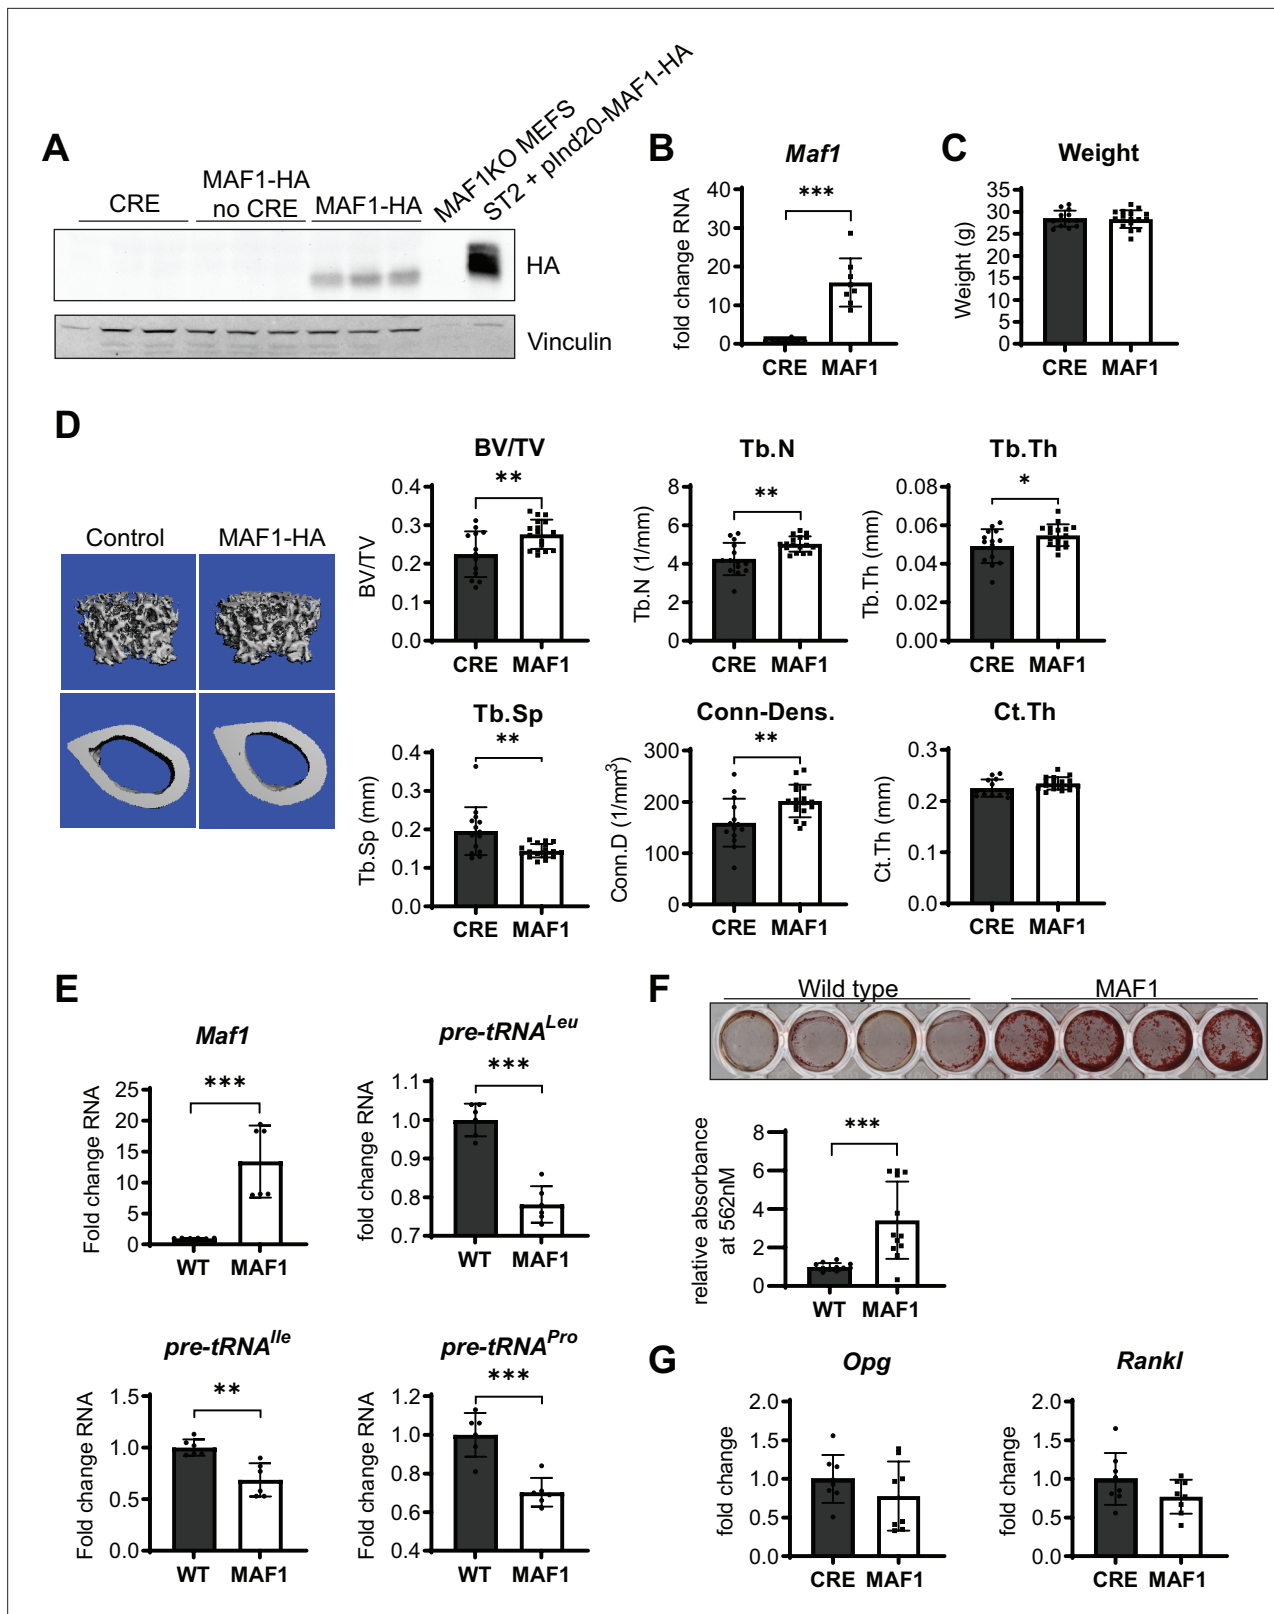 A
CRE
MAF1-HA
no CRE
MAF1-HA
MAF1KO MEFS
ST2 + pInd20-MAF1-HA
HA
Vinculin
B
Maf1
fold change RNA
40
30
20
10
0
***
CRE
MAF1
C
Weight
Weight (g)
35
30
25
20
15
10
5
0
CRE
MAF1
D
Control
MAF1-HA
BV/TV
BV/TV
0.4
0.3
0.2
0.1
0.0
**
CRE
MAF1
Tb.N
Tb.N (1/mm)
8
6
4
2
0
**
CRE
MAF1
Tb.Th
Tb.Th (mm)
0.08
0.06
0.04
0.02
0.00
*
CRE
MAF1
Tb.Sp
Tb.Sp (mm)
0.4
0.3
0.2
0.1
0.0
**
CRE
MAF1
Conn-Dens.
Conn.D (1/mm³)
300
200
100
0
**
CRE
MAF1
Ct.Th
Ct.Th (mm)
0.3
0.2
0.1
0.0
CRE
MAF1
E
Maf1
Fold change RNA
25
20
15
10
5
0
***
WT
MAF1
pre-tRNA^Leu
fold change RNA
1.1
1.0
0.9
0.8
0.7
***
WT
MAF1
pre-tRNA^Ile
Fold change RNA
1.5
1.0
0.5
0.0
**
WT
MAF1
pre-tRNA^Pro
Fold change RNA
1.2
1.0
0.8
0.6
0.4
***
WT
MAF1
F
Wild type
MAF1
relative absorbance
at 562nM
8
6
4
2
0
***
WT
MAF1
G
Opg
fold change
2.0
1.5
1.0
0.5
0.0
CRE
MAF1
Rankl
fold change
2.0
1.5
1.0
0.5
0.0
CRE
MAF1